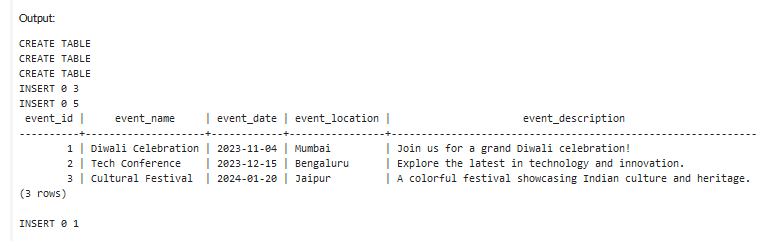 Output:
CREATE TABLE
CREATE TABLE
CREATE TABLE
INSERT 0 3
INSERT 0 5
 event_id |     event_name      | event_date | event_location |                     event_description
----------+---------------------+------------+----------------+-----------------------------------------------------------
        1 | Diwali Celebration | 2023-11-04 | Mumbai         | Join us for a grand Diwali celebration!
        2 | Tech Conference    | 2023-12-15 | Bengaluru      | Explore the latest in technology and innovation.
        3 | Cultural Festival  | 2024-01-20 | Jaipur         | A colorful festival showcasing Indian culture and heritage.
(3 rows)
INSERT 0 1